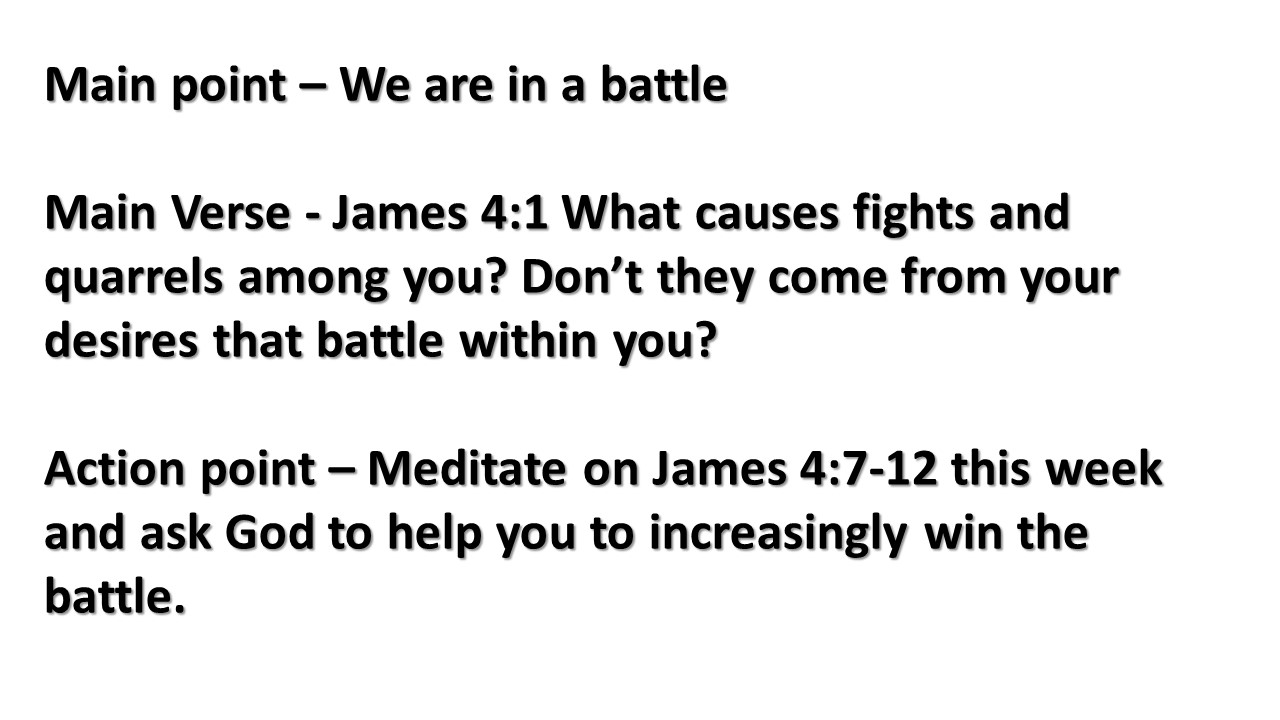 Main point – We are in a battle
Main Verse - James 4:1 What causes fights and
quarrels among you? Don’t they come from your
desires that battle within you?
Action point – Meditate on James 4:7-12 this week
and ask God to help you to increasingly win the
battle.